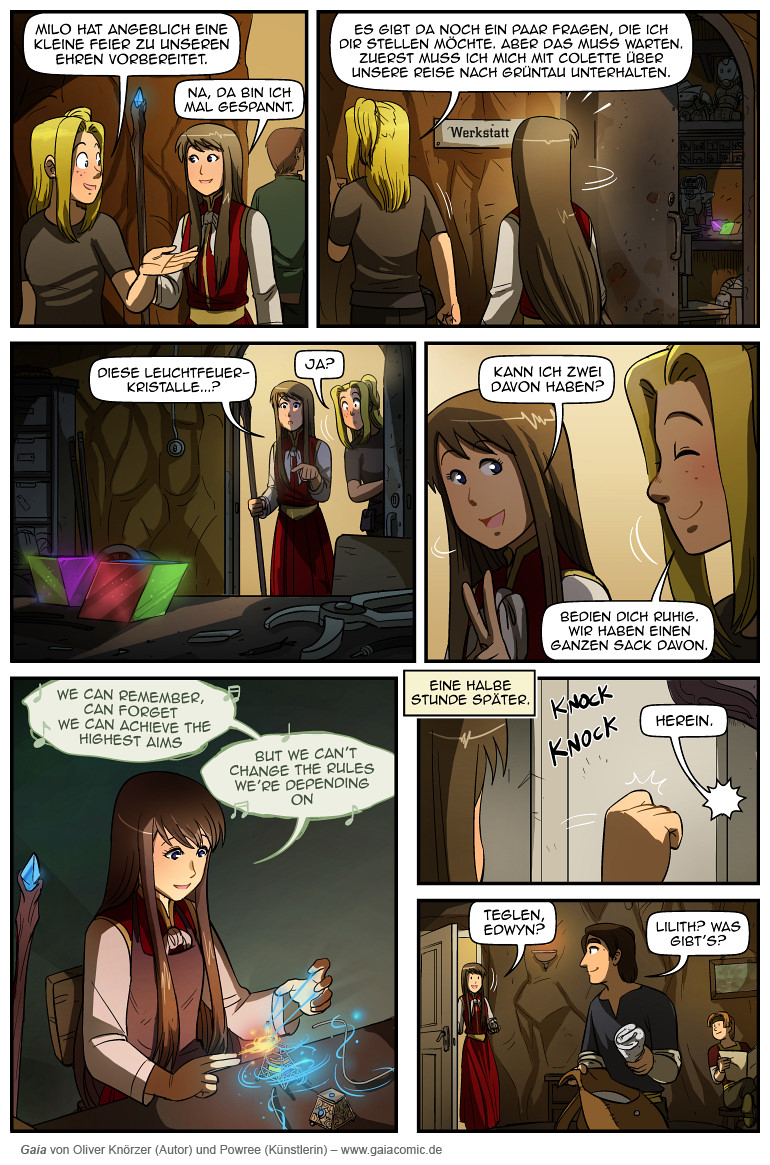 MILO HAT ANGEBLICH EINE
KLEINE FEIER ZU UNSEREN
EHREN VORBEREITET.
NA, DA BIN ICH
MAL GESPANNT.
ES GIBT DA NOCH EIN PAAR FRAGEN, DIE ICH
DIR STELLEN MÖCHTE. ABER DAS MUSS WARTEN.
ZUERST MUSS ICH MICH MIT COLETTE ÜBER
UNSERE REISE NACH GRÜNTAU UNTERHALTEN.
Werkstatt
DIESE LEUCHTFEUER-
KRISTALLE...?
JA?
KANN ICH ZWEI
DAVON HABEN?
BEDIEN DICH RUHIG.
WIR HABEN EINEN
GANZEN SACK DAVON.
WE CAN REMEMBER,
CAN FORGET
WE CAN ACHIEVE THE
HIGHEST AIMS
BUT WE CAN'T
CHANGE THE RULES
WE'RE DEPENDING
ON
EINE HALBE
STUNDE SPÄTER.
KNOCK
KNOCK
HEREIN.
TEGLEN,
EDWYN?
LILITH? WAS
GIBT'S?
Gaia von Oliver Knörzer (Autor) und Powree (Künstlerin) – www.gaiacomic.de